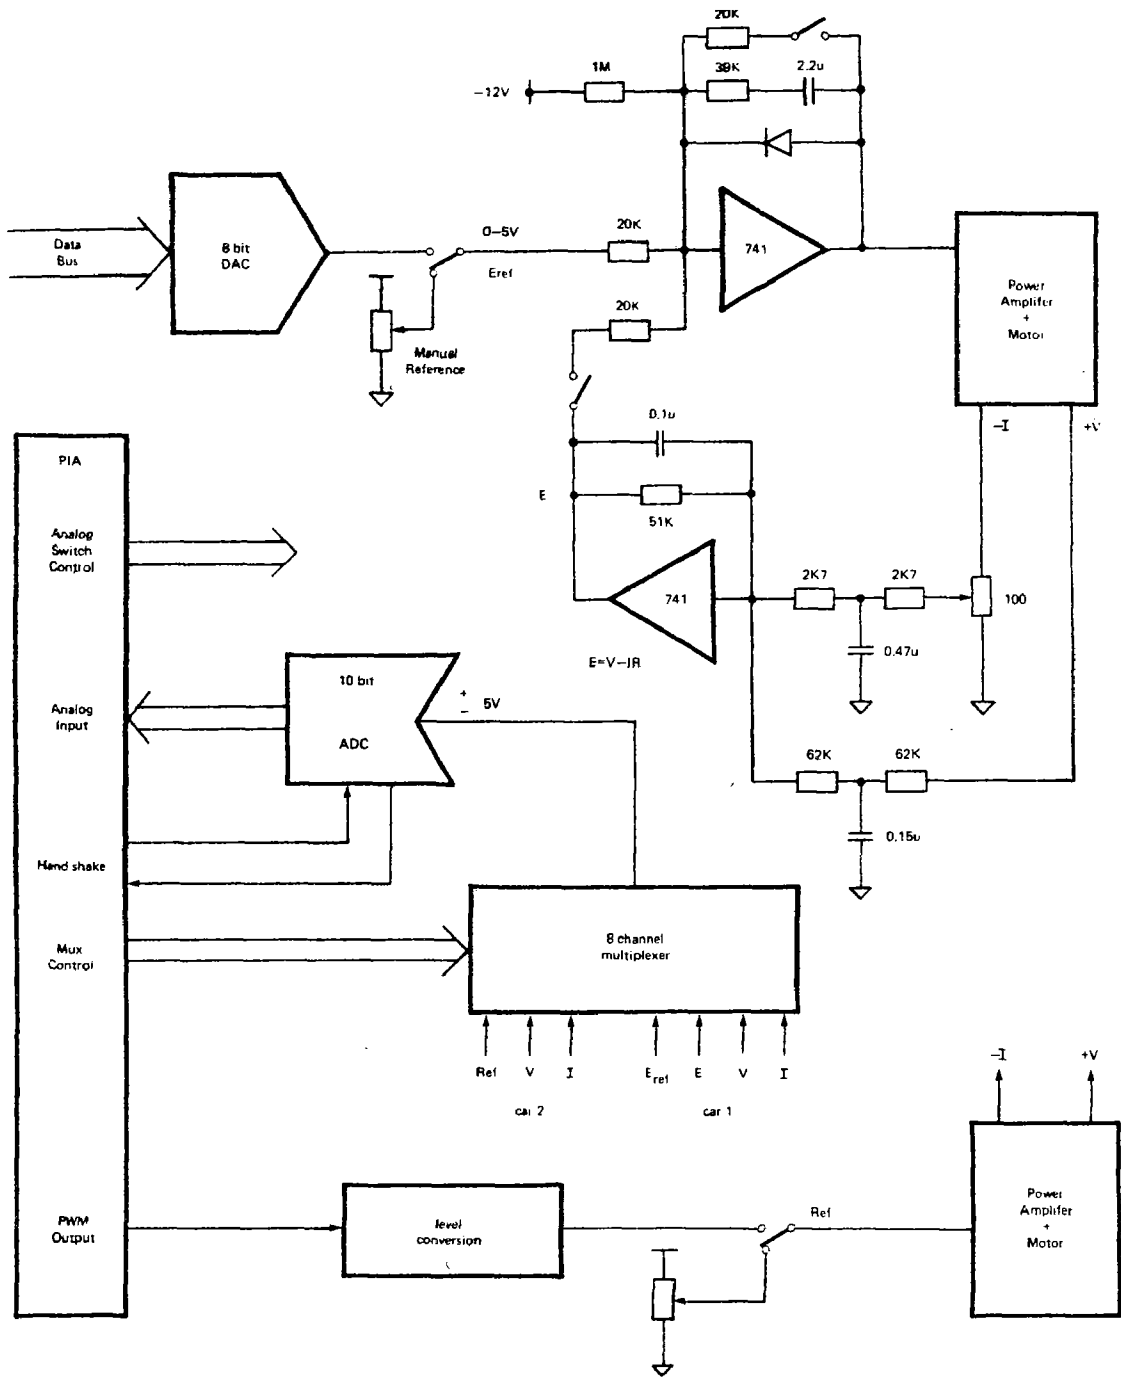 20K
1M
39K
2.2u
−12V
Data
Bus
8 bit
DAC
0–5V
Eref
20K
741
20K
Manual
Reference
Power
Amplifer
+
Motor
−I
+V
0.1u
E
51K
741
E=V−IR
2K7
2K7
100
0.47u
62K
62K
0.15u
PIA
Analog
Switch
Control
Analog
Input
10 bit
ADC
+
−
5V
Hand shake
Mux
Control
8 channel
multiplexer
Ref
V
I
Eref
E
V
I
car 2
car 1
−I
+V
PWM
Output
level
conversion
Ref
Power
Amplifer
+
Motor